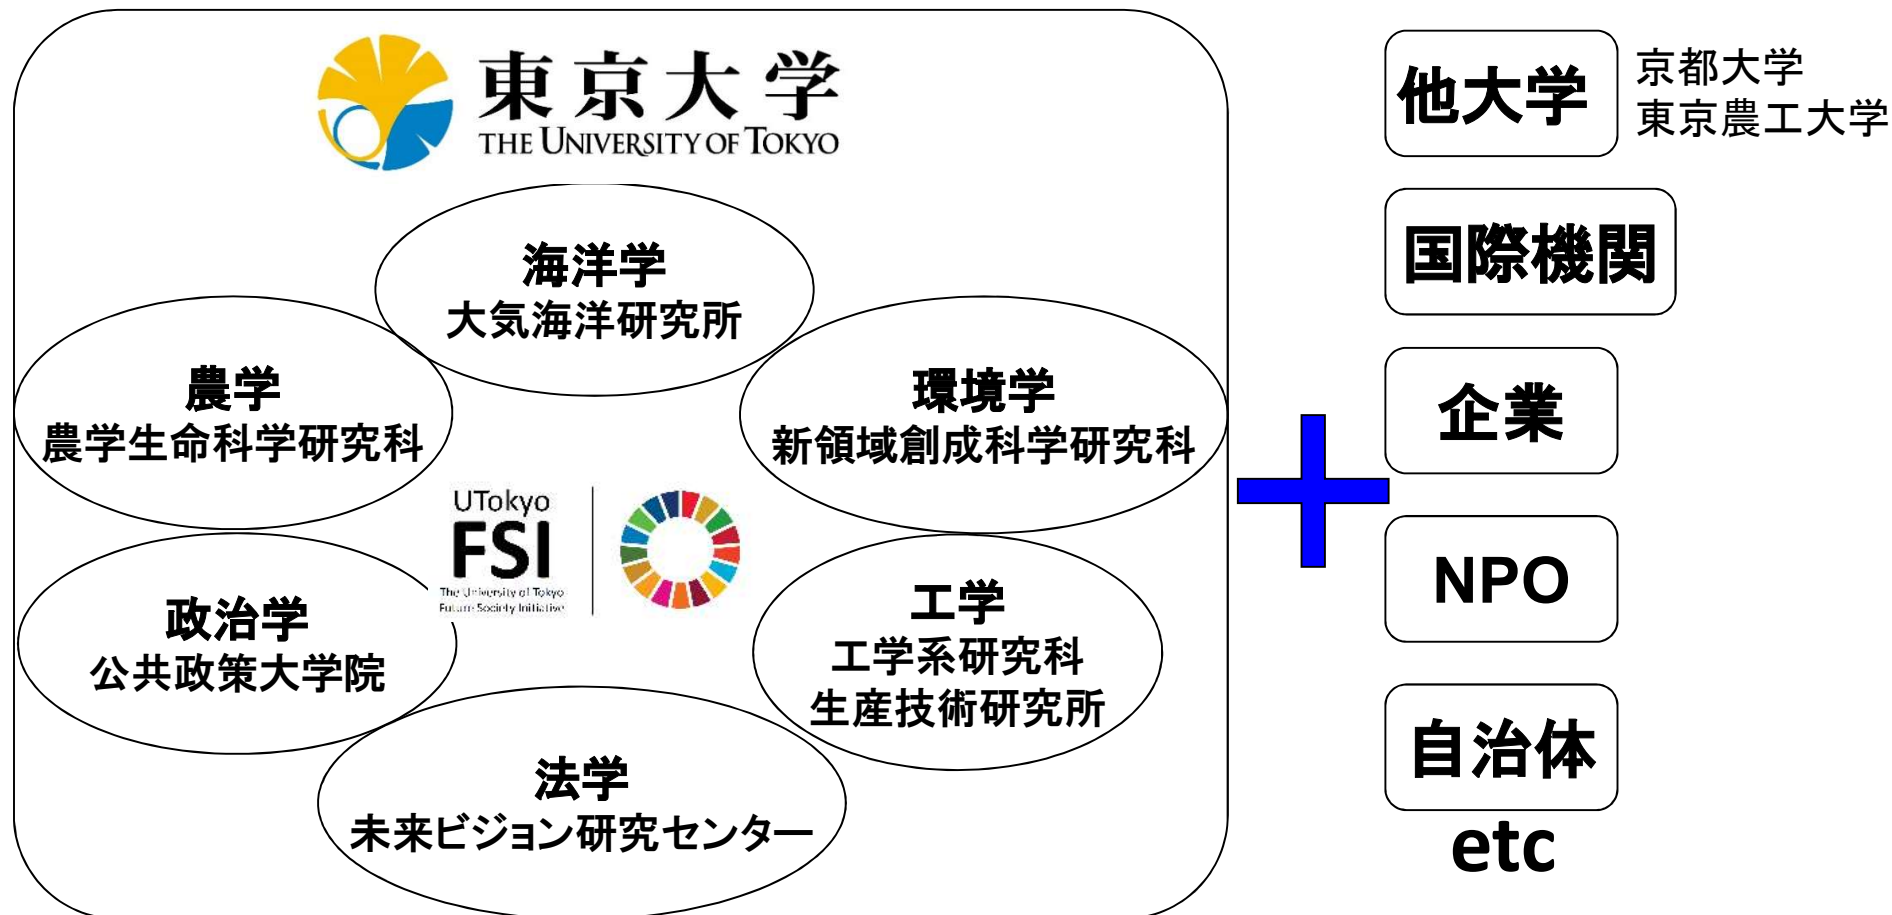 東京大学
THE UNIVERSITY OF TOKYO
海洋学
大気海洋研究所
農学
農学生命科学研究科
環境学
新領域創成科学研究科
UTokyo
FSI
The University of Tokyo
Future Society Initiative
政治学
公共政策大学院
工学
工学系研究科
生産技術研究所
法学
未来ビジョン研究センター
他大学
京都大学
東京農工大学
国際機関
企業
NPO
自治体
etc